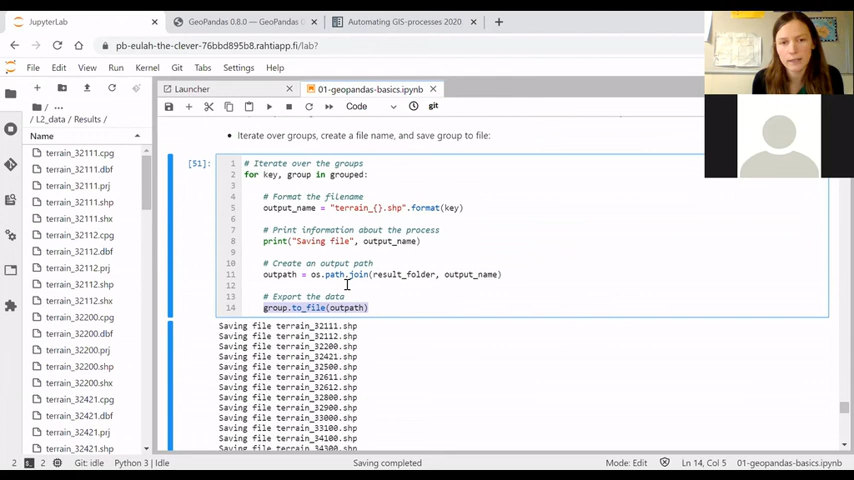 JupyterLab
GeoPandas 0.8.0 — GeoPandas 0.8
Automating GIS-processes 2020
pb-eulah-the-clever-76bbd895b8.rahtiapp.fi/lab?
File Edit View Run Kernel Git Tabs Settings Help
Launcher
01-geopandas-basics.ipynb
Code
git
/ L2_data / Results /
Name
terrain_32111.cpg
terrain_32111.dbf
terrain_32111.prj
terrain_32111.shp
terrain_32111.shx
terrain_32112.cpg
terrain_32112.dbf
terrain_32112.prj
terrain_32112.shp
terrain_32112.shx
terrain_32200.cpg
terrain_32200.dbf
terrain_32200.prj
terrain_32200.shp
terrain_32200.shx
terrain_32421.cpg
terrain_32421.dbf
terrain_32421.prj
terrain_32421.shp
Iterate over groups, create a file name, and save group to file:
[51]:
1 # Iterate over the groups
2 for key, group in grouped:
3
4 # Format the filename
5 output_name = "terrain_{}.shp".format(key)
6
7 # Print information about the process
8 print("Saving file", output_name)
9
10 # Create an output path
11 outpath = os.path.join(result_folder, output_name)
12
13 # Export the data
14 group.to_file(outpath)
Saving file terrain_32111.shp
Saving file terrain_32112.shp
Saving file terrain_32200.shp
Saving file terrain_32421.shp
Saving file terrain_32500.shp
Saving file terrain_32611.shp
Saving file terrain_32612.shp
Saving file terrain_32800.shp
Saving file terrain_32900.shp
Saving file terrain_33000.shp
Saving file terrain_33100.shp
Saving file terrain_34100.shp
Saving file terrain_34300.shp
2 2 Git: idle Python 3 | Idle Saving completed Mode: Edit Ln 14, Col 5 01-geopandas-basics.ipynb